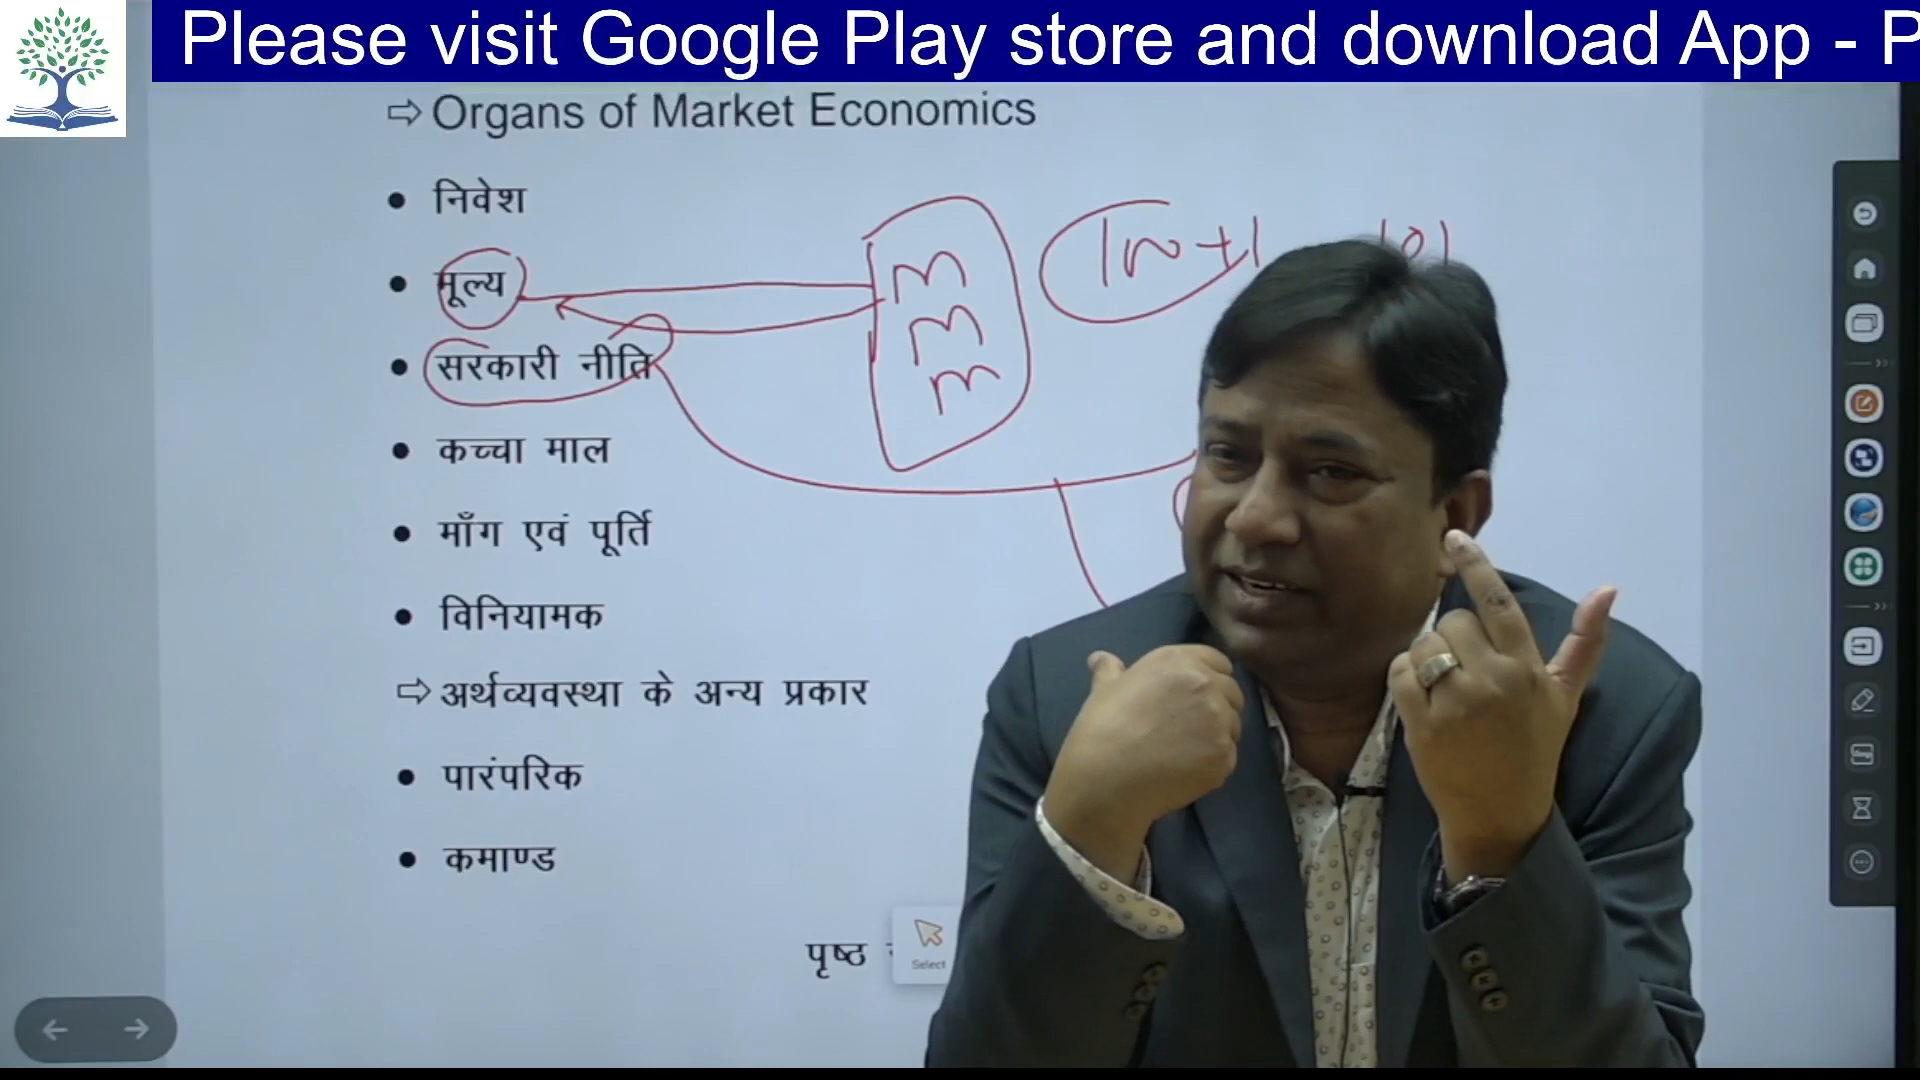 Please visit Google Play store and download App - P
⇨ Organs of Market Economics
• निवेश
• मूल्य
• सरकारी नीति
• कच्चा माल
• माँग एवं पूर्ति
• विनियामक
⇨ अर्थव्यवस्था के अन्य प्रकार
• पारंपरिक
• कमाण्ड
पृष्ठ
Select
m
m
m